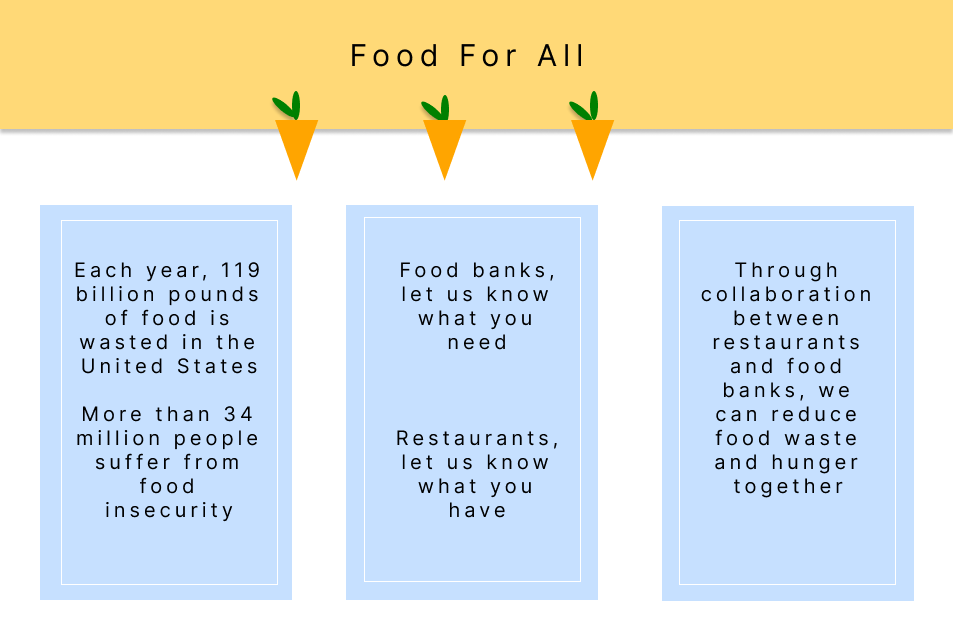 Food For All
Each year, 119
billion pounds
of food is
wasted in the
United States
More than 34
million people
suffer from
food
insecurity
Food banks,
let us know
what you
need
Restaurants,
let us know
what you
have
Through
collaboration
between
restaurants
and food
banks, we
can reduce
food waste
and hunger
together